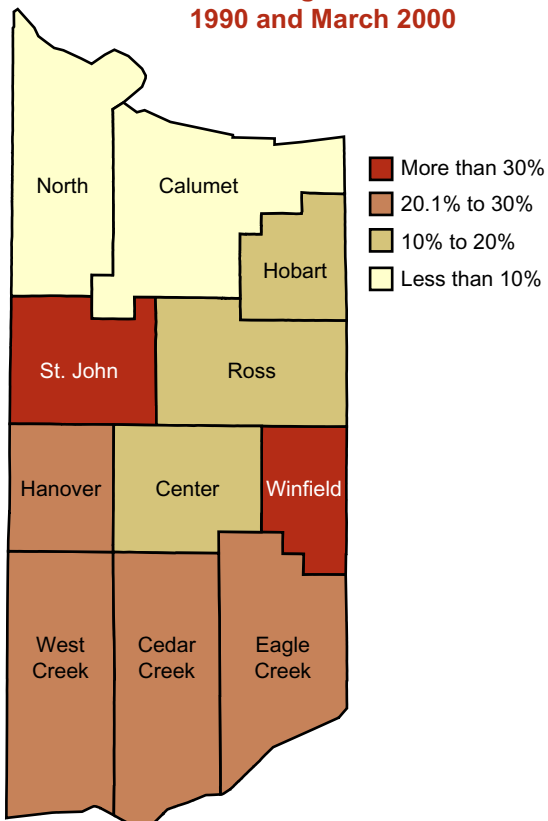 1990 and March 2000
North
Calumet
More than 30%
20.1% to 30%
10% to 20%
Less than 10%
Hobart
St. John
Ross
Hanover
Center
Winfield
West
Creek
Cedar
Creek
Eagle
Creek